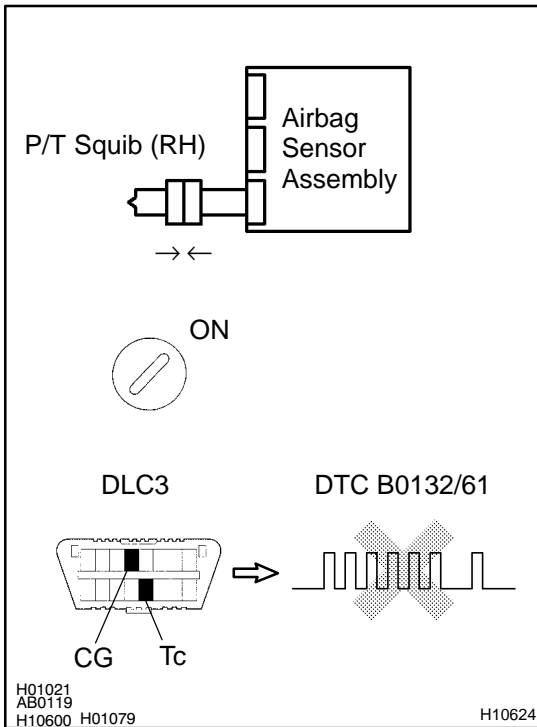 Airbag
Sensor
Assembly
P/T Squib (RH)
ON
DLC3
DTC B0132/61
CG
Tc
H01021
AB0119
H10600 H01079
H10624